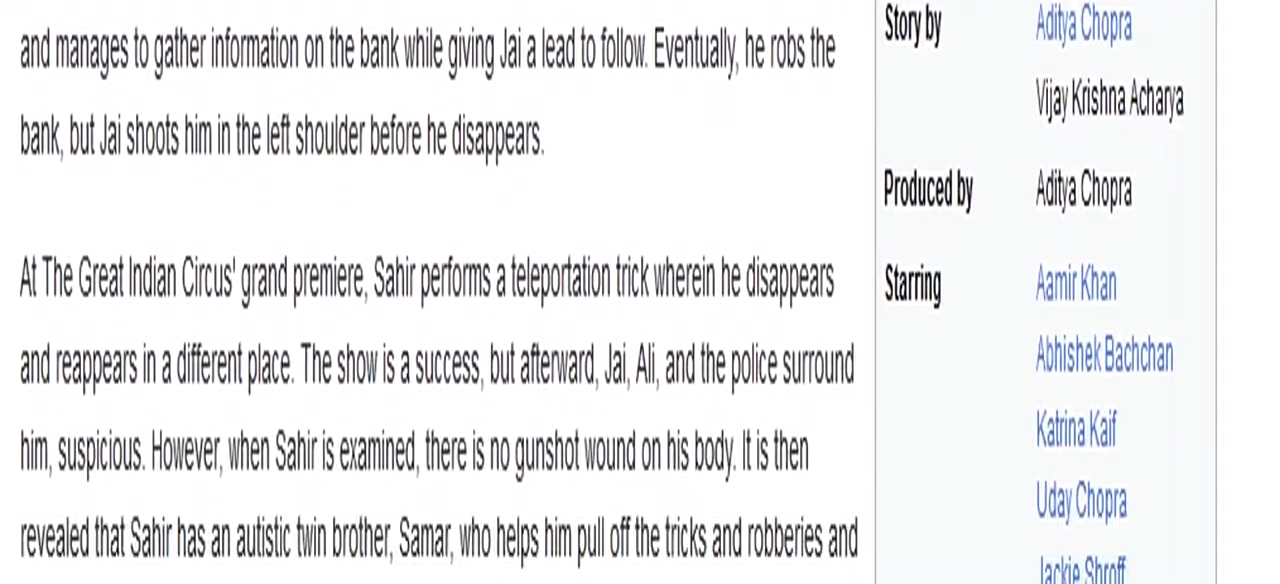 and manages to gather information on the bank while giving Jai a lead to follow. Eventually, he robs the
bank, but Jai shoots him in the left shoulder before he disappears.
At The Great Indian Circus' grand premiere, Sahir performs a teleportation trick wherein he disappears
and reappears in a different place. The show is a success, but afterward, Jai, Ali, and the police surround
him, suspicious. However, when Sahir is examined, there is no gunshot wound on his body. It is then
revealed that Sahir has an autistic twin brother, Samar, who helps him pull off the tricks and robberies and
Story by Aditya Chopra
Vijay Krishna Acharya
Produced by Aditya Chopra
Starring Aamir Khan
Abhishek Bachchan
Katrina Kaif
Uday Chopra
Jackie Shroff